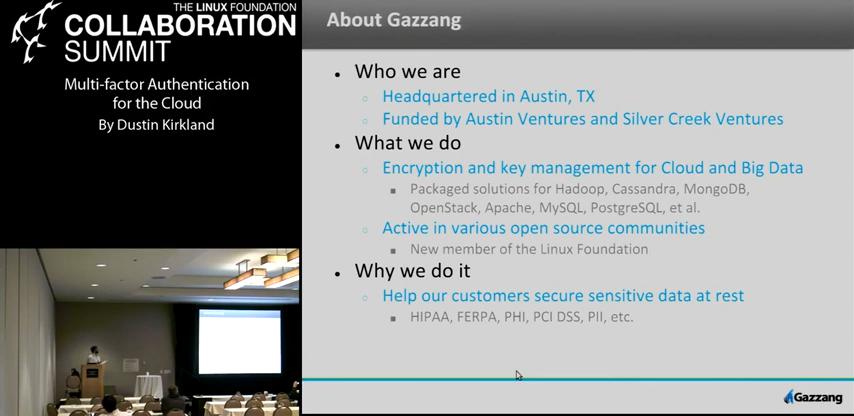 THE LINUX FOUNDATION
COLLABORATION
SUMMIT
Multi-factor Authentication
for the Cloud
By Dustin Kirkland
About Gazzang
• Who we are
○ Headquartered in Austin, TX
○ Funded by Austin Ventures and Silver Creek Ventures
• What we do
○ Encryption and key management for Cloud and Big Data
■ Packaged solutions for Hadoop, Cassandra, MongoDB,
OpenStack, Apache, MySQL, PostgreSQL, et al.
○ Active in various open source communities
■ New member of the Linux Foundation
• Why we do it
○ Help our customers secure sensitive data at rest
■ HIPAA, FERPA, PHI, PCI DSS, PII, etc.
Gazzang